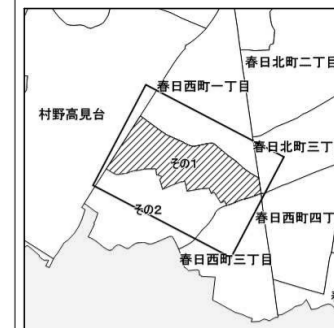 春日北町二丁目
春日西町一丁目
村野高見台
春日北町三丁
その1
その2
春日西町四丁
春日西町三丁目